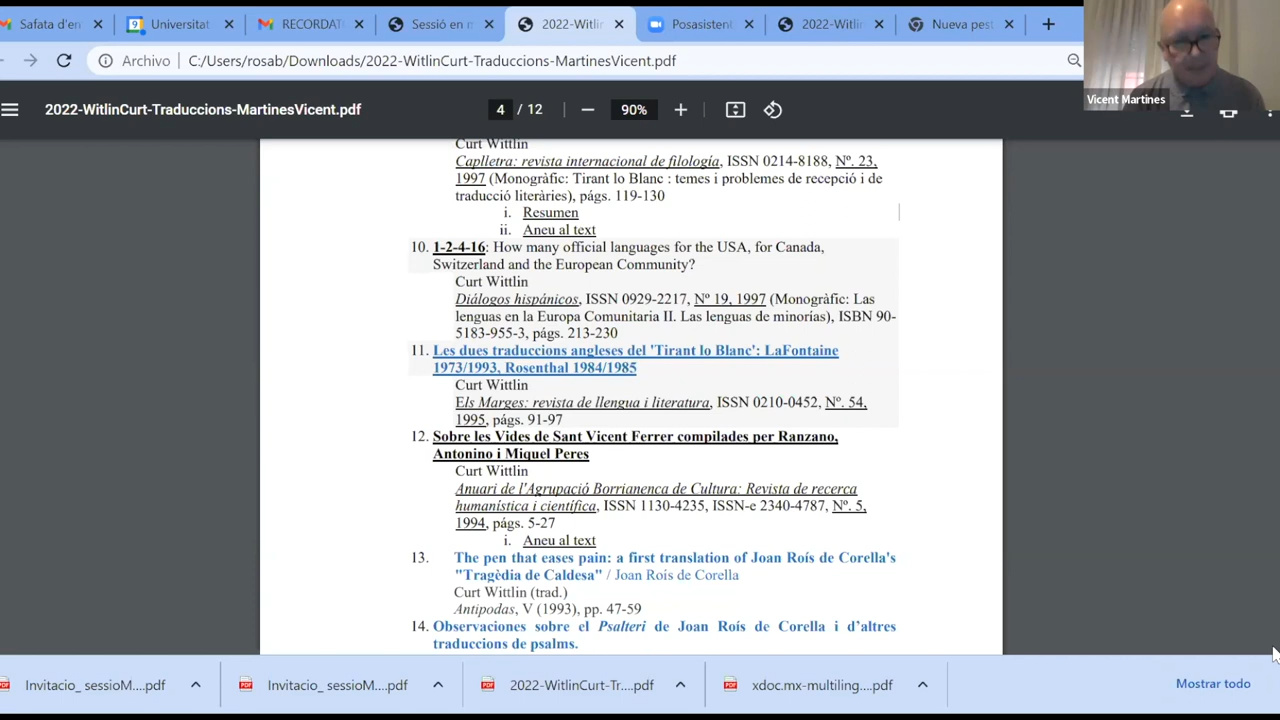 Safata d'en
Universitat
RECORDAT
Sessió en m
2022-Witlin
Posasistent
2022-Witlin
Nueva pest
Archivo
C:/Users/rosab/Downloads/2022-WitlinCurt-Traduccions-MartinesVicent.pdf
Vicent Martines
2022-WitlinCurt-Traduccions-MartinesVicent.pdf
4 / 12
90%
Curt Wittlin
Caplletra: revista internacional de filología, ISSN 0214-8188, Nº. 23,
1997 (Monogràfic: Tirant lo Blanc : temes i problemes de recepció i de
traducció literàries), págs. 119-130
i. Resumen
ii. Aneu al text
10. 1-2-4-16: How many official languages for the USA, for Canada,
Switzerland and the European Community?
Curt Wittlin
Diálogos hispánicos, ISSN 0929-2217, Nº 19, 1997 (Monogràfic: Las
lenguas en la Europa Comunitaria II. Las lenguas de minorías), ISBN 90-
5183-955-3, págs. 213-230
11. Les dues traduccions angleses del 'Tirant lo Blanc': LaFontaine
1973/1993, Rosenthal 1984/1985
Curt Wittlin
Els Marges: revista de llengua i literatura, ISSN 0210-0452, Nº. 54,
1995, págs. 91-97
12. Sobre les Vides de Sant Vicent Ferrer compilades per Ranzano,
Antonino i Miquel Peres
Curt Wittlin
Anuari de l'Agrupació Borrianenca de Cultura: Revista de recerca
humanística i científica, ISSN 1130-4235, ISSN-e 2340-4787, Nº. 5,
1994, págs. 5-27
i. Aneu al text
13. The pen that eases pain: a first translation of Joan Roís de Corella's
"Tragèdia de Caldesa" / Joan Roís de Corella
Curt Wittlin (trad.)
Antipodas, V (1993), pp. 47-59
14. Observaciones sobre el Psalteri de Joan Roís de Corella i d'altres
traduccions de psalms.
Invitacio_ sessioM....pdf
Invitacio_ sessioM....pdf
2022-WitlinCurt-Tr....pdf
xdoc.mx-multiling....pdf
Mostrar todo